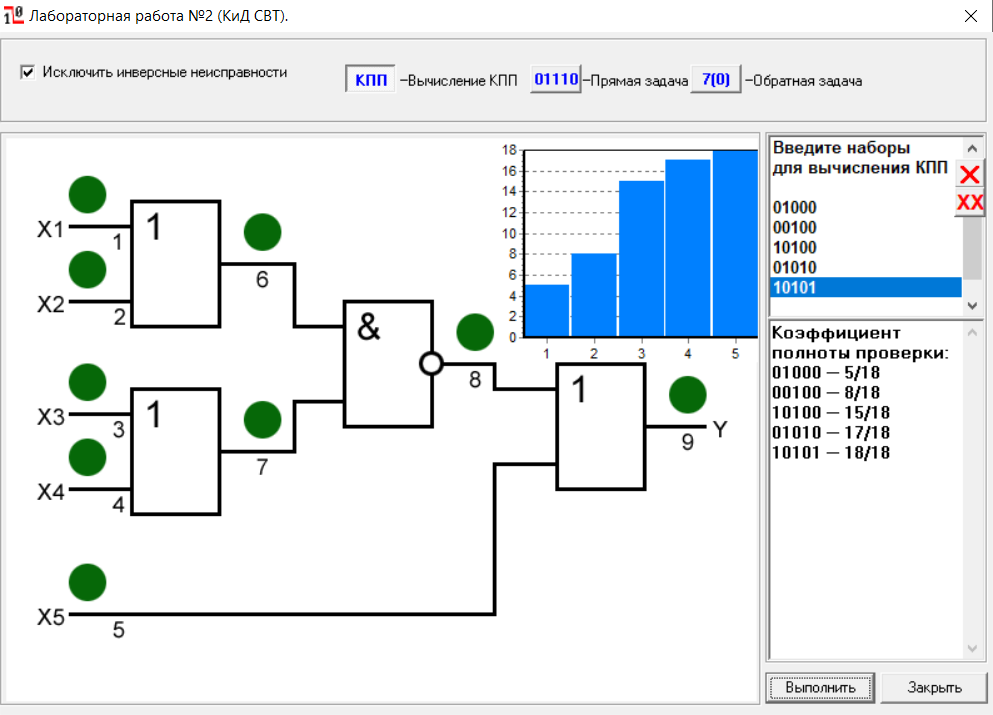 Лабораторная работа №2 (КиД СВТ).
Исключить инверсные неисправности
КПП –Вычисление КПП 01110 –Прямая задача 7(0) –Обратная задача
X1
1
1
X2
2
6
X3
3
1
X4
4
7
&
8
1
9
Y
X5
5
18
16
14
12
10
8
6
4
2
0
1 2 3 4 5
Введите наборы
для вычисления КПП
X
XX
01000
00100
10100
01010
10101
Коэффициент
полноты проверки:
01000 — 5/18
00100 — 8/18
10100 — 15/18
01010 — 17/18
10101 — 18/18
Выполнить Закрыть